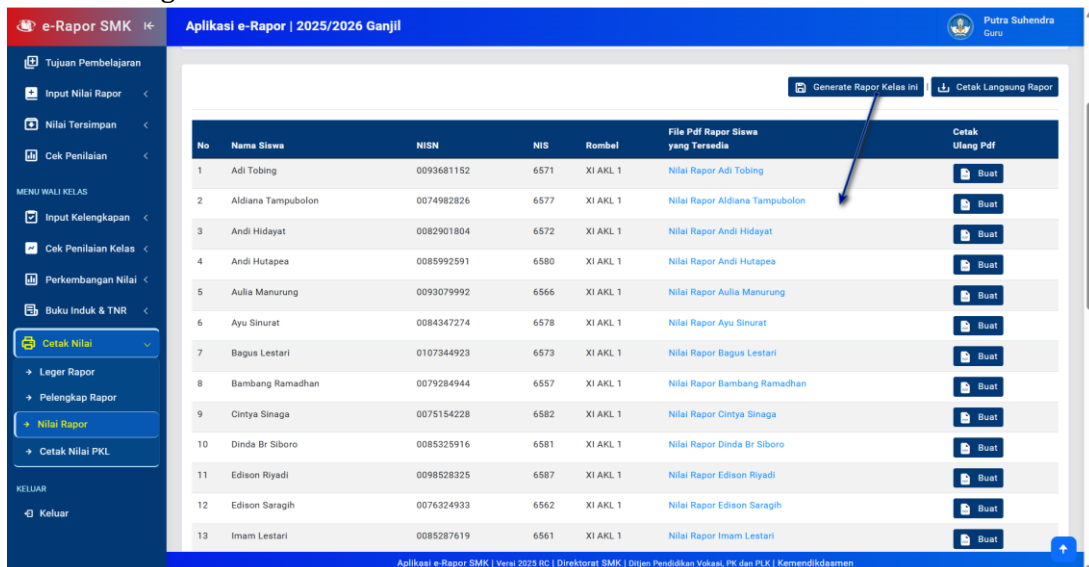 e-Rapor SMK
Aplikasi e-Rapor | 2025/2026 Ganjil
Putra Suhendra
Guru
Tujuan Pembelajaran
Input Nilai Rapor
Nilai Tersimpan
Cek Penilaian
MENU WALI KELAS
Input Kelengkapan
Cek Penilaian Kelas
Perkembangan Nilai
Buku Induk & TNR
Cetak Nilai
Leger Rapor
Pelengkap Rapor
Nilai Rapor
Cetak Nilai PKL
KELUAR
Keluar
Generate Rapor Kelas ini | Cetak Langsung Rapor
No Nama Siswa NISN NIS Rombel File Pdf Rapor Siswa yang Tersedia Cetak Ulang Pdf
1 Adi Tobing 0093681152 6571 XI AKL 1 Nilai Rapor Adi Tobing Buat
2 Aldiana Tampubolon 0074982826 6577 XI AKL 1 Nilai Rapor Aldiana Tampubolon Buat
3 Andi Hidayat 0082901804 6572 XI AKL 1 Nilai Rapor Andi Hidayat Buat
4 Andi Hutapea 0085992591 6580 XI AKL 1 Nilai Rapor Andi Hutapea Buat
5 Aulia Manurung 0093079992 6566 XI AKL 1 Nilai Rapor Aulia Manurung Buat
6 Ayu Sinurat 0084347274 6578 XI AKL 1 Nilai Rapor Ayu Sinurat Buat
7 Bagus Lestari 0107344923 6573 XI AKL 1 Nilai Rapor Bagus Lestari Buat
8 Bambang Ramadhan 0079284944 6557 XI AKL 1 Nilai Rapor Bambang Ramadhan Buat
9 Cintya Sinaga 0075154228 6582 XI AKL 1 Nilai Rapor Cintya Sinaga Buat
10 Dinda Br Siboro 0085325916 6581 XI AKL 1 Nilai Rapor Dinda Br Siboro Buat
11 Edison Riyadi 0098528325 6587 XI AKL 1 Nilai Rapor Edison Riyadi Buat
12 Edison Saragih 0076324933 6562 XI AKL 1 Nilai Rapor Edison Saragih Buat
13 Imam Lestari 0085287619 6561 XI AKL 1 Nilai Rapor Imam Lestari Buat
Aplikasi e-Rapor SMK | Versi 2025 RC | Direktorat SMK | Ditjen Pendidikan Vokasi, PK dan PLK | Kemendikdasmen